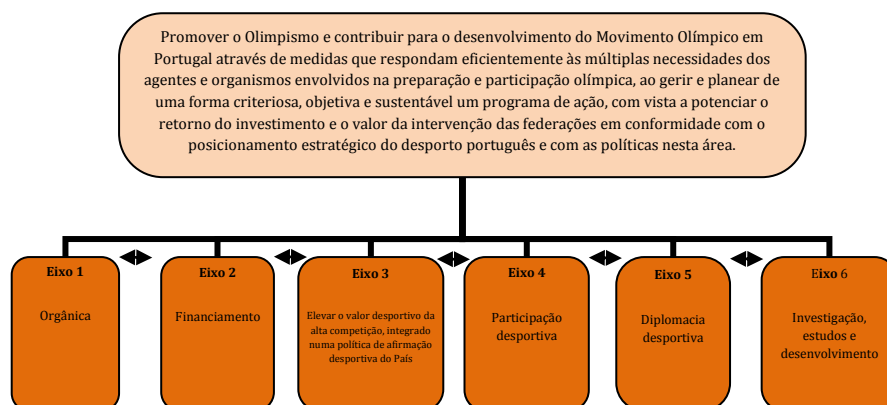 Promover o Olimpismo e contribuir para o desenvolvimento do Movimento Olímpico em
Portugal através de medidas que respondam eficientemente às múltiplas necessidades dos
agentes e organismos envolvidos na preparação e participação olímpica, ao gerir e planear de
uma forma criteriosa, objetiva e sustentável um programa de ação, com vista a potenciar o
retorno do investimento e o valor da intervenção das federações em conformidade com o
posicionamento estratégico do desporto português e com as políticas nesta área.
Eixo 1
Orgânica
Eixo 2
Financiamento
Eixo 3
Elevar o valor desportivo da
alta competição, integrado
numa política de afirmação
desportiva do País
Eixo 4
Participação
desportiva
Eixo 5
Diplomacia
desportiva
Eixo 6
Investigação,
estudos e
desenvolvimento